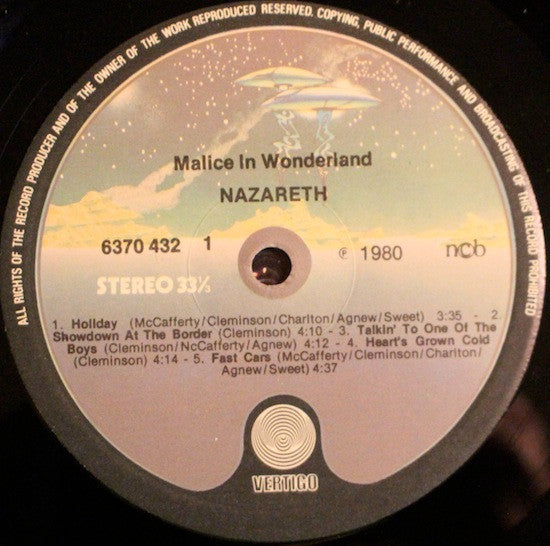 ALL RIGHTS OF THE RECORD PRODUCER AND OF THE OWNER OF THE WORK REPRODUCED RESERVED. COPYING, PUBLIC PERFORMANCE AND BROADCASTING OF THIS RECORD PROHIBITED
Malice In Wonderland
NAZARETH
6370 432 1 ℗ 1980 ncb
STEREO 33⅓
1. Holiday (McCafferty/Cleminson/Charlton/Agnew/Sweet) 3:35 - 2.
Showdown At The Border (Cleminson) 4:10 - 3. Talkin' To One Of The
Boys (Cleminson/NcCafferty/Agnew) 4:12 - 4. Heart's Grown Cold
(Cleminson) 4:14 - 5. Fast Cars (McCafferty/Cleminson/Charlton/
Agnew/Sweet) 4:37
VERTIGO